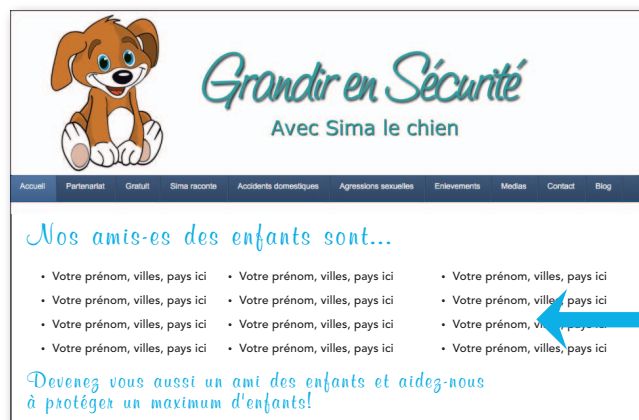 Grandir en Sécurité
Avec Sima le chien
Accueil Partenariat Gratuit Sima raconte Accidents domestiques Agressions sexuelles Enlevements Medias Contact Blog
Nos amis-es des enfants sont...
• Votre prénom, villes, pays ici • Votre prénom, villes, pays ici • Votre prénom, villes, pays ici
• Votre prénom, villes, pays ici • Votre prénom, villes, pays ici • Votre prénom, villes, pays ici
• Votre prénom, villes, pays ici • Votre prénom, villes, pays ici • Votre prénom, ici
• Votre prénom, villes, pays ici • Votre prénom, villes, pays ici • Votre prénom, villes, pays ici
Devenez vous aussi un ami des enfants et aidez-nous
à protéger un maximum d'enfants!